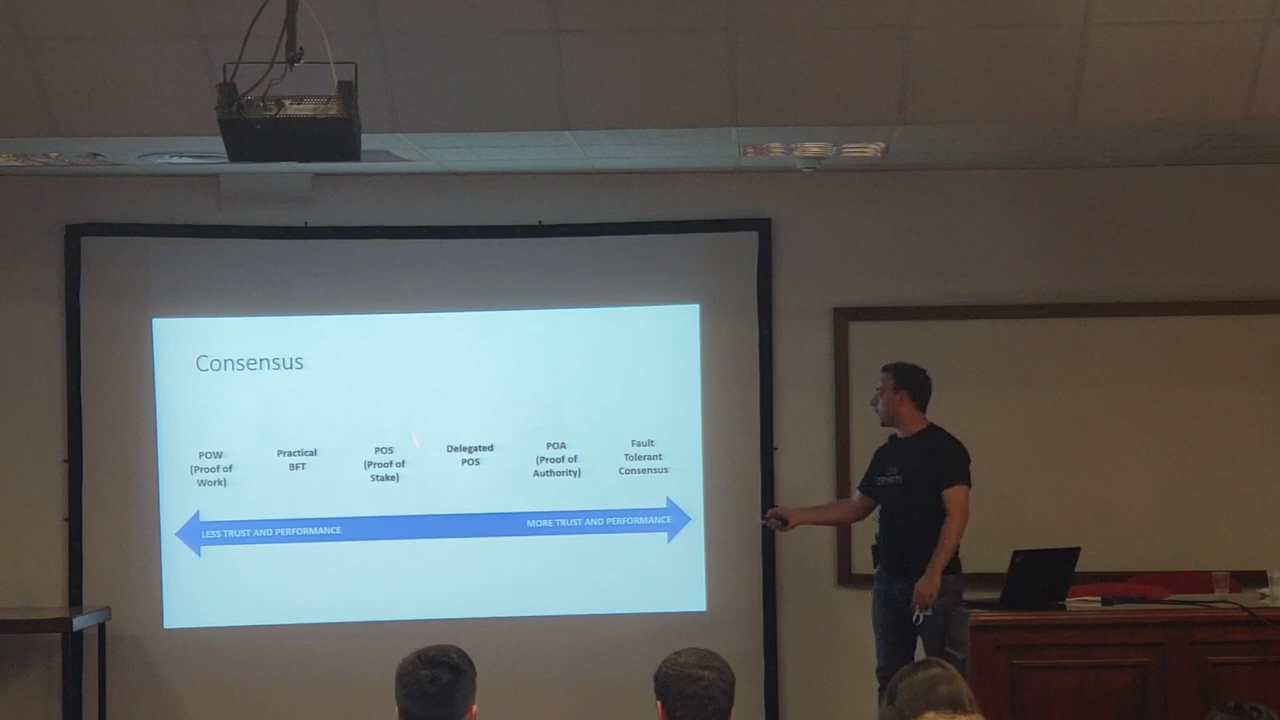 Consensus
POW
(Proof of
Work)
Practical
BFT
POS
(Proof of
Stake)
Delegated
POS
POA
(Proof of
Authority)
Fault
Tolerant
Consensus
LESS TRUST AND PERFORMANCE
MORE TRUST AND PERFORMANCE